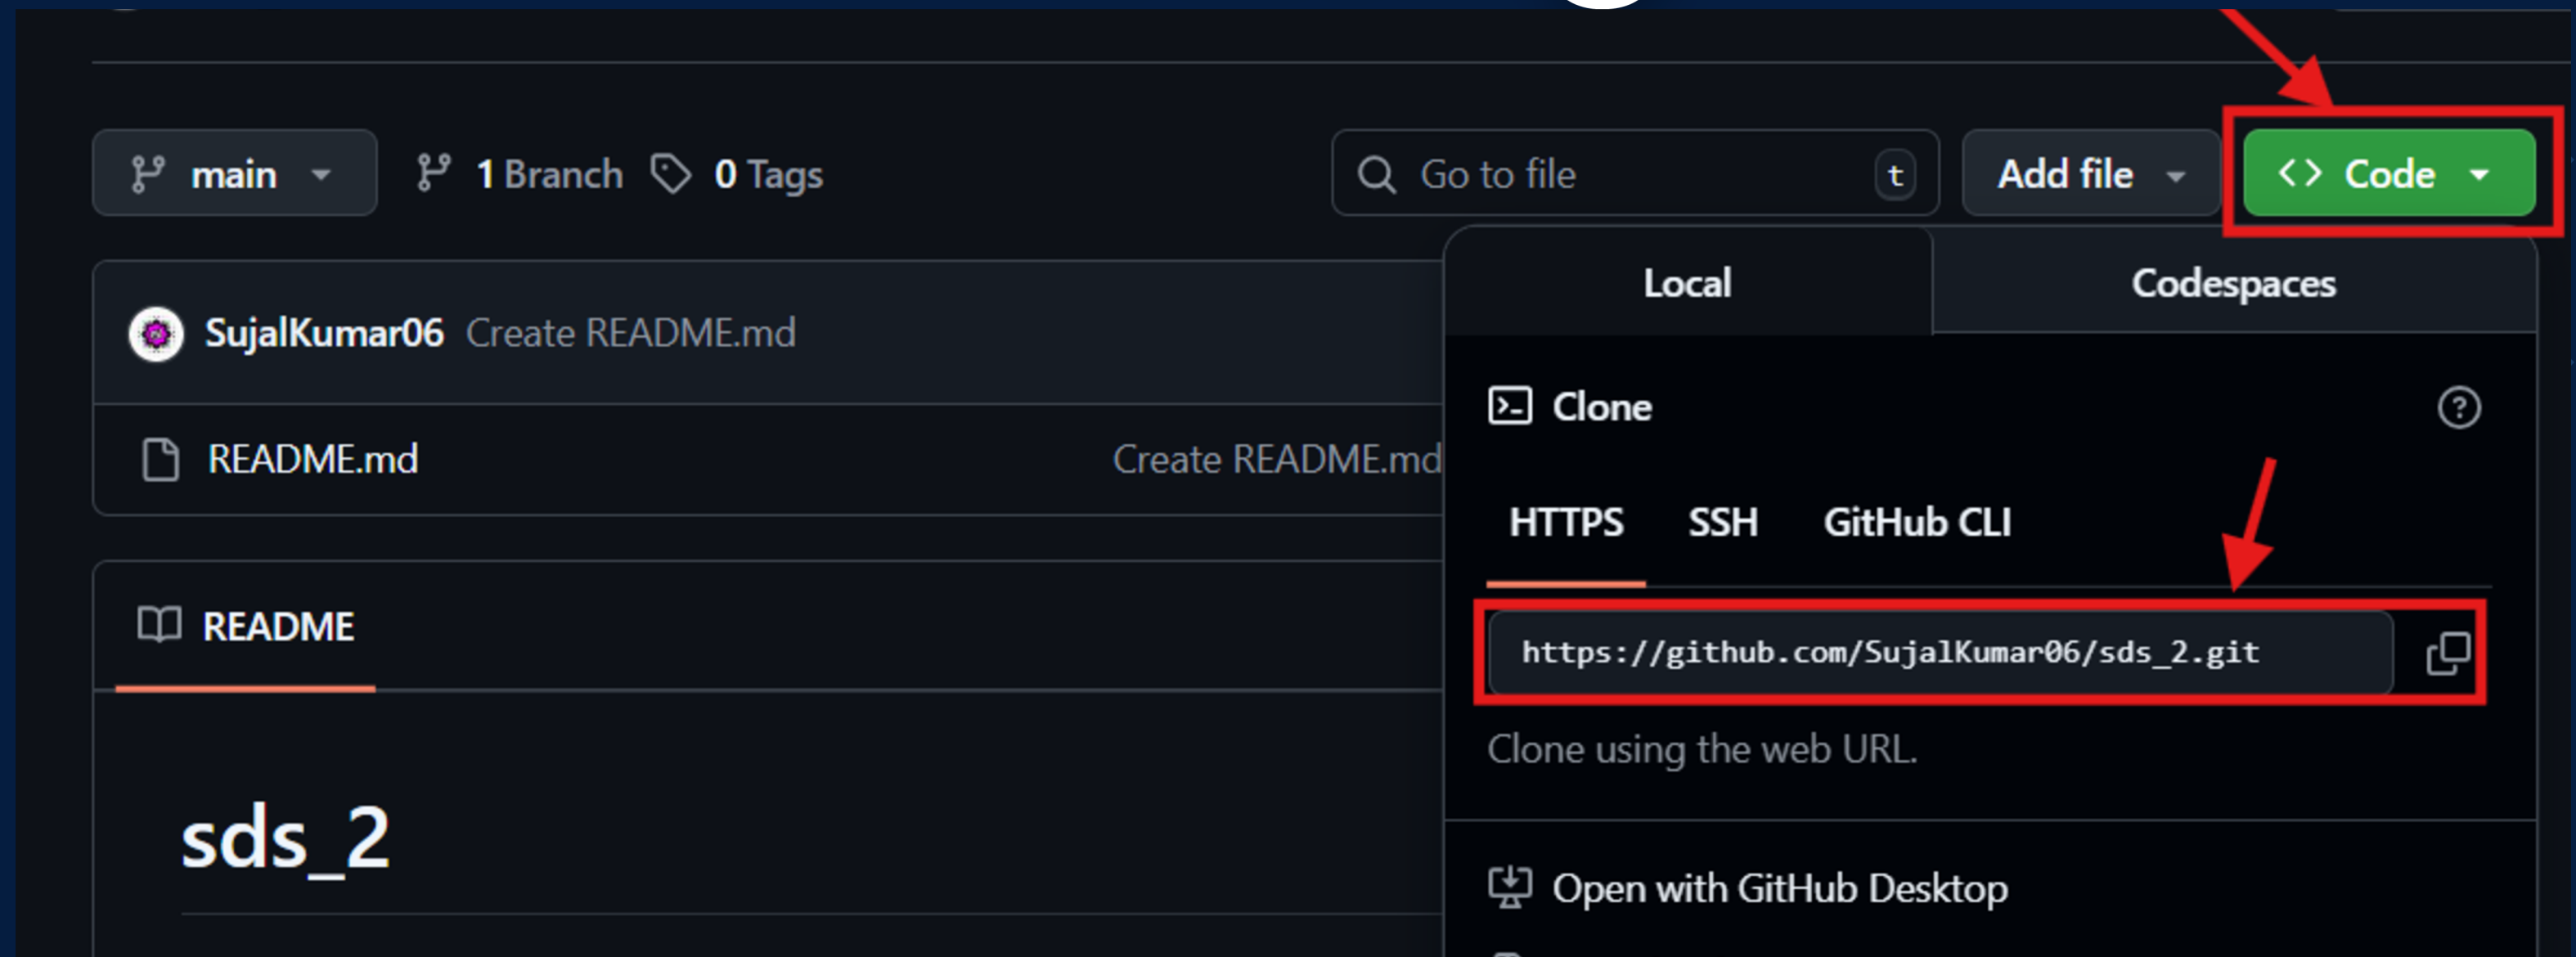 main 1 Branch 0 Tags Go to file t Add file <> Code
SujalKumar06 Create README.md
README.md Create README.md
README
sds_2
Local Codespaces
Clone
HTTPS SSH GitHub CLI
https://github.com/SujalKumar06/sds_2.git
Clone using the web URL.
Open with GitHub Desktop